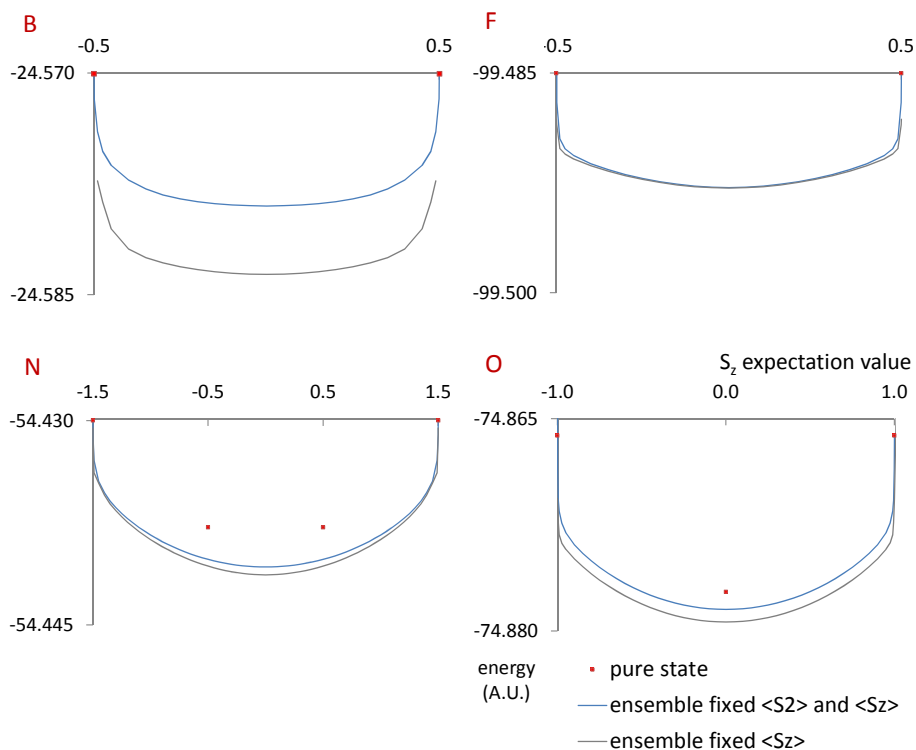 B
-0.5 0.5
-24.570
-24.585
F
-0.5 0.5
-99.485
-99.500
N
-1.5 -0.5 0.5 1.5
-54.430
-54.445
O
S_z expectation value
-1.0 0.0 1.0
-74.865
-74.880
energy
(A.U.)
pure state
ensemble fixed <S2> and <Sz>
ensemble fixed <Sz>